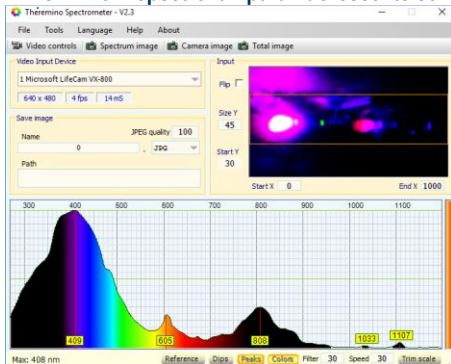 Theremino Spectrometer - V2.3
File Tools Language Help About
Video controls Spectrum image Camera image Total image
Video Input Device
1 Microsoft LifeCam VX-800
640 x 480 4 fps 14 mS
Save image
Name JPEG quality 100
0 . JPG
Path
Input
Flip
Size Y
45
Start Y
30
Start X 0 End X 1000
300 400 500 600 700 800 900 1000 1100
409 605 808 1033 1107
Max: 408 nm Reference Dips Peaks Colors Filter 30 Speed 30 Trim scale